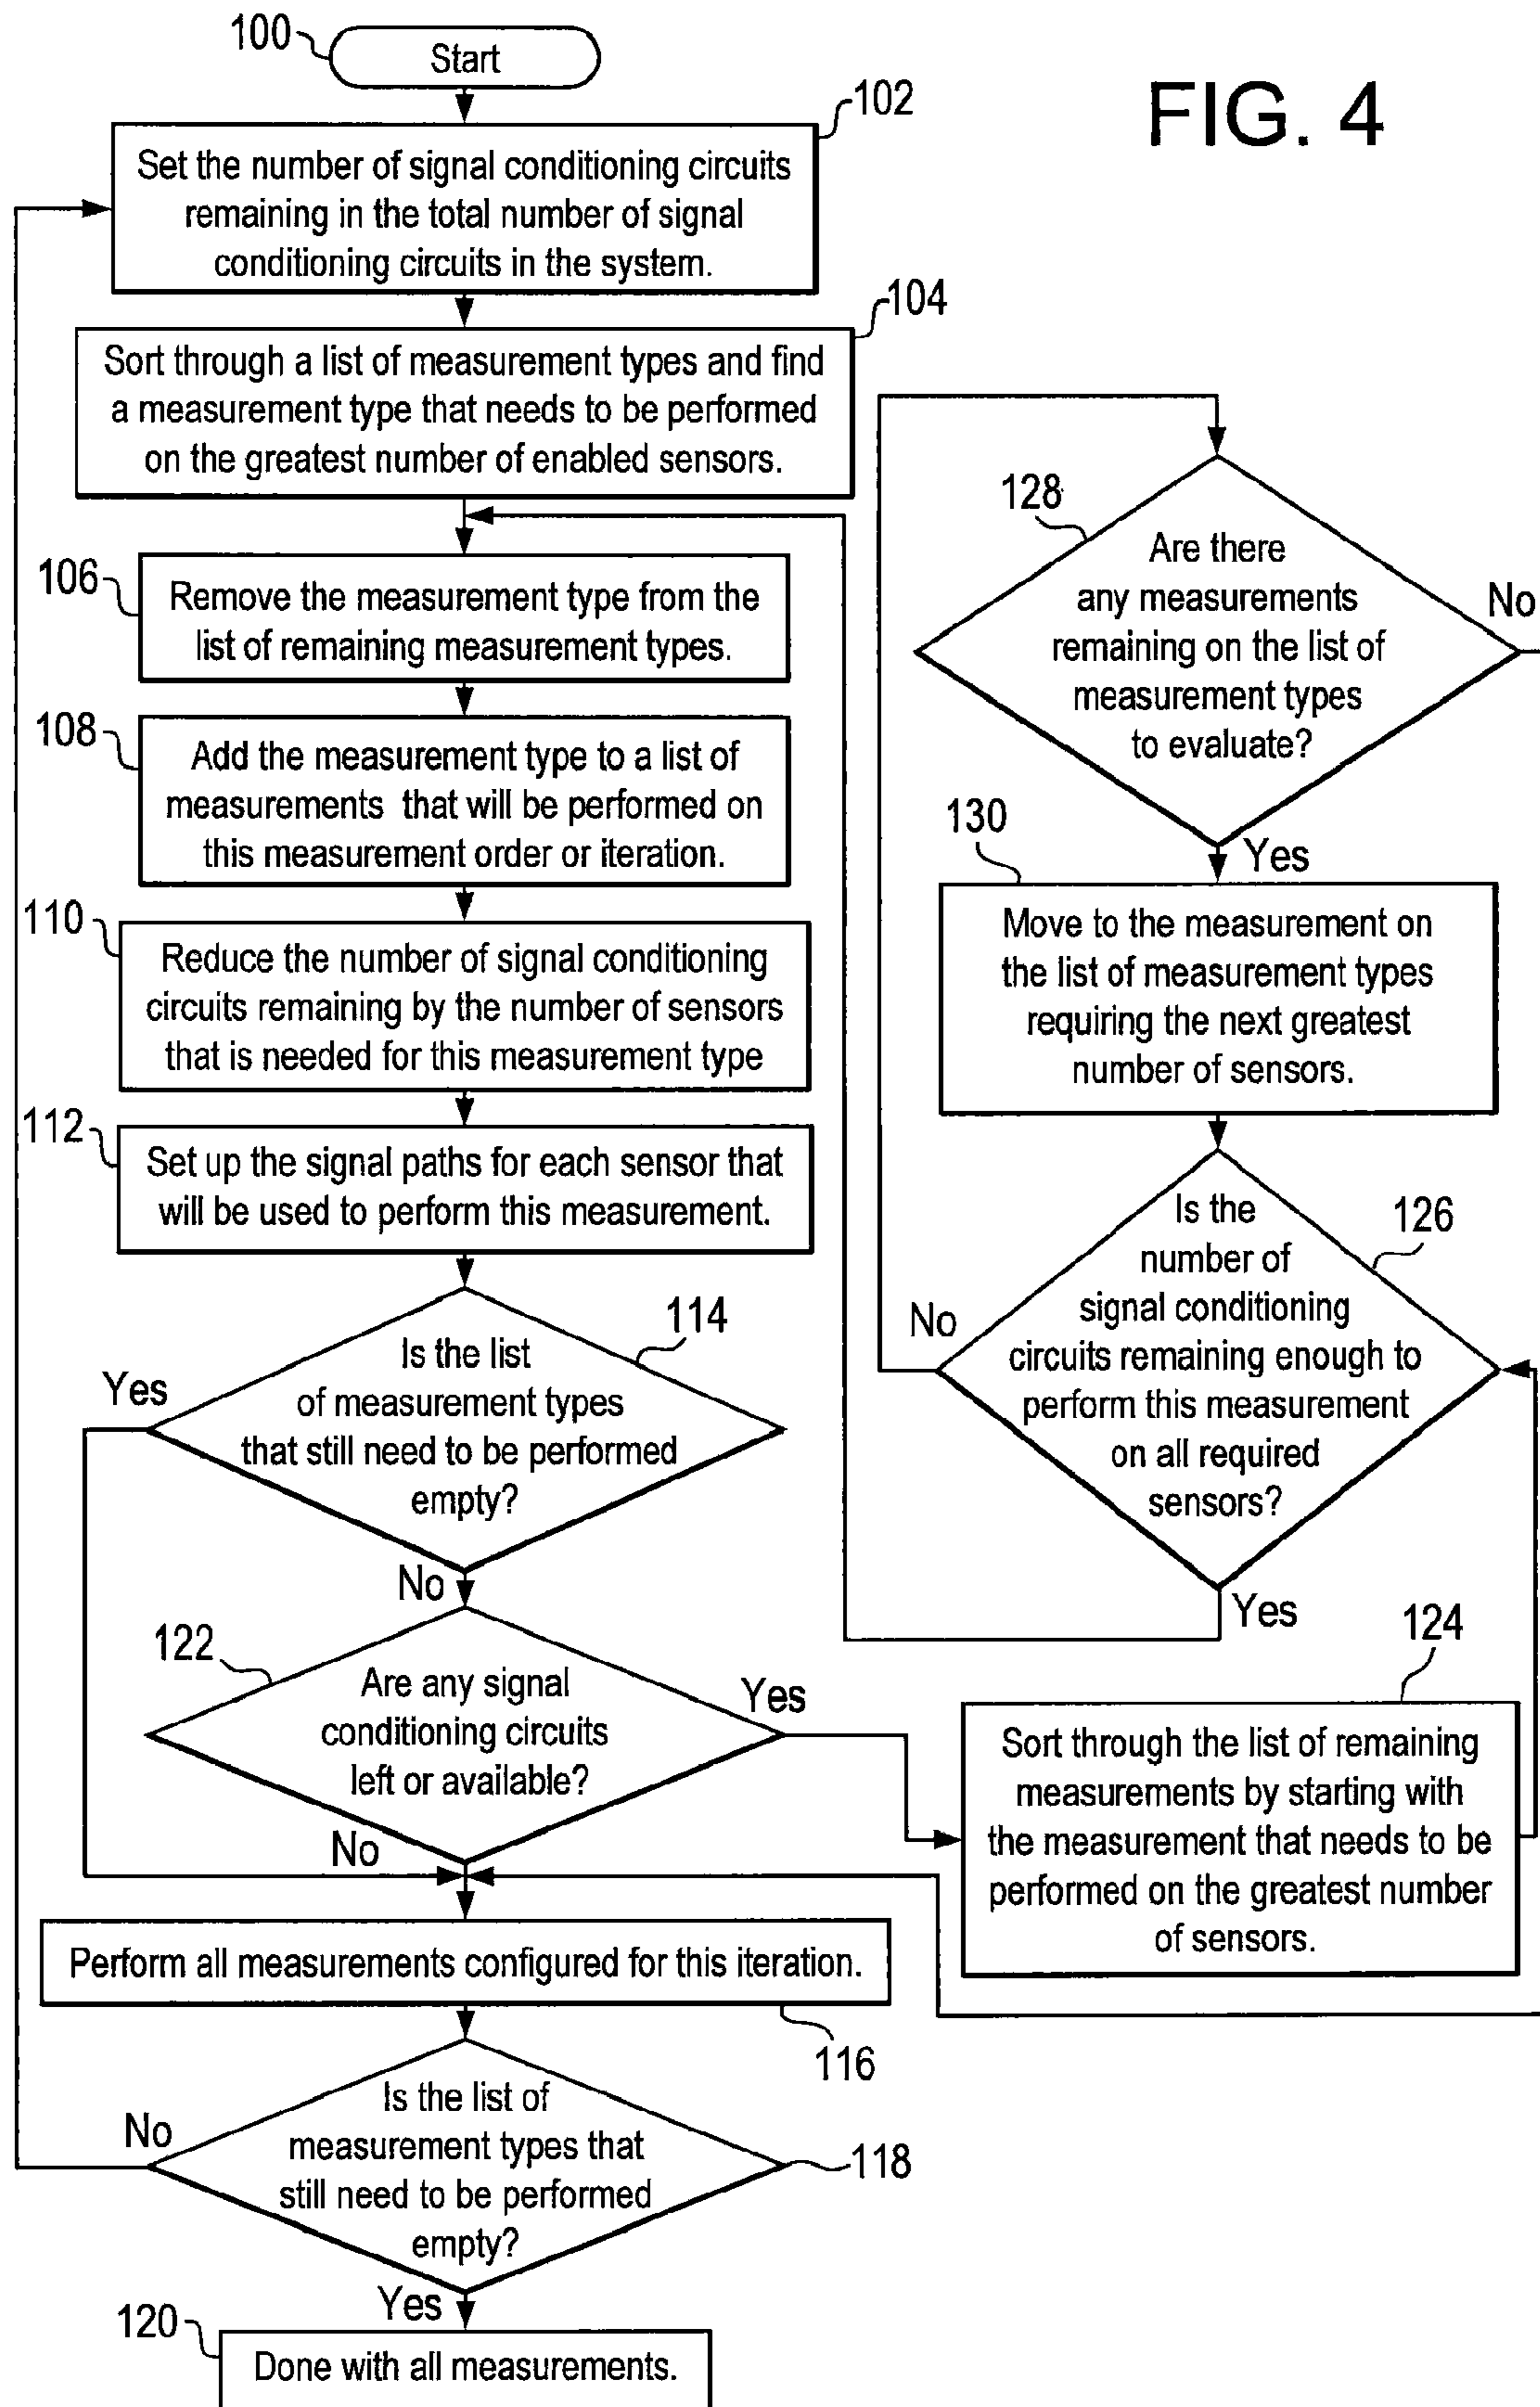 FIG. 4
100
Start
102
Set the number of signal conditioning circuits
remaining in the total number of signal
conditioning circuits in the system.
104
Sort through a list of measurement types and find
a measurement type that needs to be performed
on the greatest number of enabled sensors.
106
Remove the measurement type from the
list of remaining measurement types.
108
Add the measurement type to a list of
measurements that will be performed on
this measurement order or iteration.
110
Reduce the number of signal conditioning
circuits remaining by the number of sensors
that is needed for this measurement type
112
Set up the signal paths for each sensor that
will be used to perform this measurement.
114
Is the list
of measurement types
that still need to be performed
empty?
Yes
No
122
Are any signal
conditioning circuits
left or available?
Yes
No
Perform all measurements configured for this iteration.
116
Is the list of
measurement types that
still need to be performed
empty?
118
No
Yes
120
Done with all measurements.
128
Are there
any measurements
remaining on the list of
measurement types
to evaluate?
No
Yes
130
Move to the measurement on
the list of measurement types
requiring the next greatest
number of sensors.
126
Is the
number of
signal conditioning
circuits remaining enough to
perform this measurement
on all required
sensors?
No
Yes
124
Sort through the list of remaining
measurements by starting with
the measurement that needs to be
performed on the greatest number
of sensors.